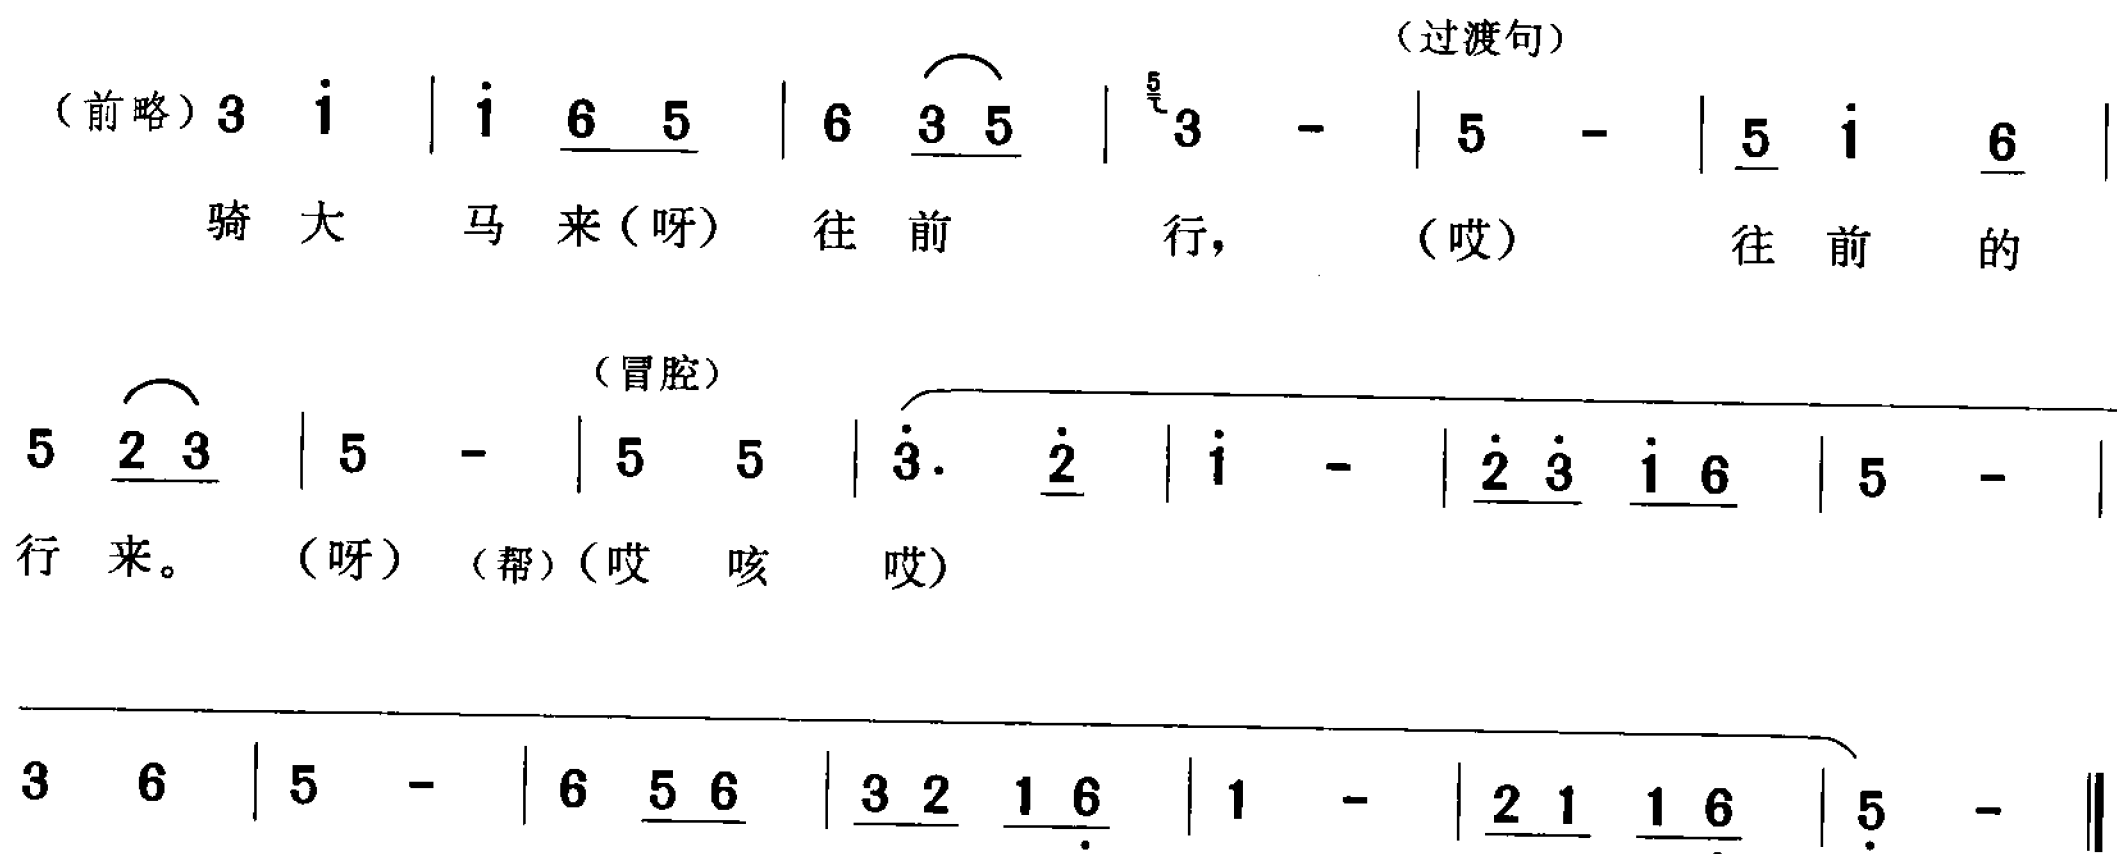 （过渡句）
（前略）3 i̇ | i̇ 6 5 | 6 3 5 | 5 3 - | 5 - | 5 i̇ 6 |
骑 大 马 来（呀） 往 前 行， （哎） 往 前 的
（冒腔）
5 2 3 | 5 - | 5 5 | 3̇. 2̇ | i̇ - | 2̇ 3̇ i̇ 6 | 5 - |
行 来。 （呀） （帮）（哎 咳 哎）
3 6 | 5 - | 6 5 6 | 3 2 1 6̣ | 1 - | 2 1 1 6̣ | 5̣ - ‖